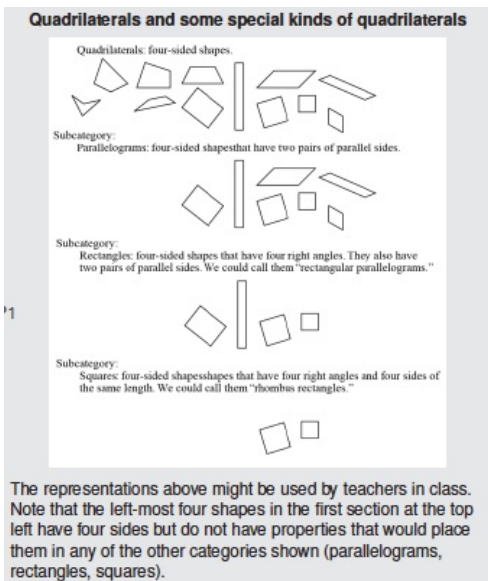 Quadrilaterals and some special kinds of quadrilaterals
Quadrilaterals: four-sided shapes.
Subcategory:
Parallelograms: four-sided shapesthat have two pairs of parallel sides.
Subcategory:
Rectangles: four-sided shapes that have four right angles. They also have
two pairs of parallel sides. We could call them "rectangular parallelograms."
Subcategory:
Squares: four-sided shapesshapes that have four right angles and four sides of
the same length. We could call them "rhombus rectangles."
The representations above might be used by teachers in class.
Note that the left-most four shapes in the first section at the top
left have four sides but do not have properties that would place
them in any of the other categories shown (parallelograms,
rectangles, squares).